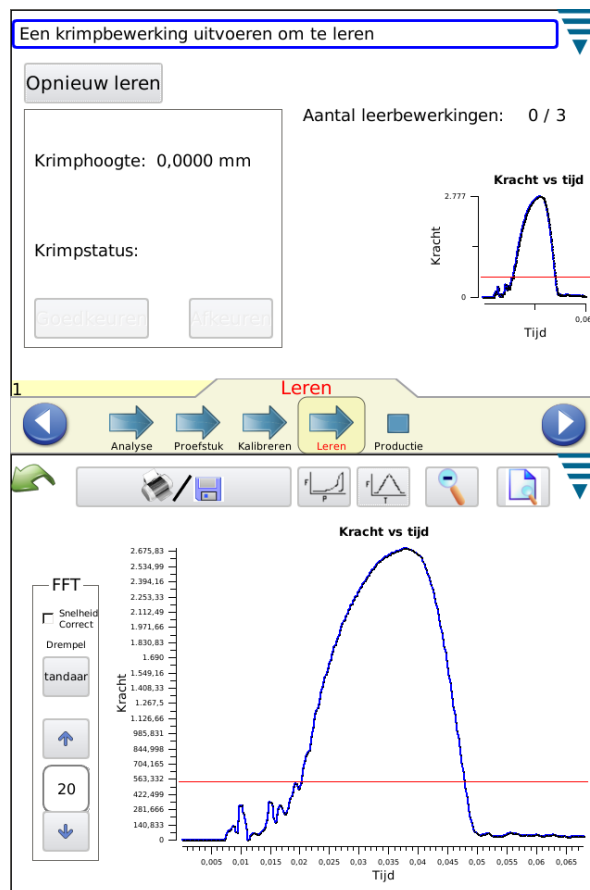 Een krimpbewerking uitvoeren om te leren
Opnieuw leren
Aantal leerbewerkingen: 0 / 3
Krimphoogte: 0,0000 mm
Krimpstatus:
Goedkeuren
Afkeuren
Kracht vs tijd
2.777
Kracht
0
0,06
Tijd
1
Leren
Analyse
Proefstuk
Kalibreren
Leren
Productie
F
P
F
T
Kracht vs tijd
FFT
Snelheid
Correct
Drempel
tandaar
20
Kracht
2.675,83
2.534,99
2.394,16
2.253,33
2.112,49
1.971,66
1.830,83
1.690
1.549,16
1.408,33
1.267,5
1.126,66
985,831
844,998
704,165
563,332
422,499
281,666
140,833
0
0,005 0,01 0,015 0,02 0,025 0,03 0,035 0,04 0,045 0,05 0,055 0,06 0,065
Tijd